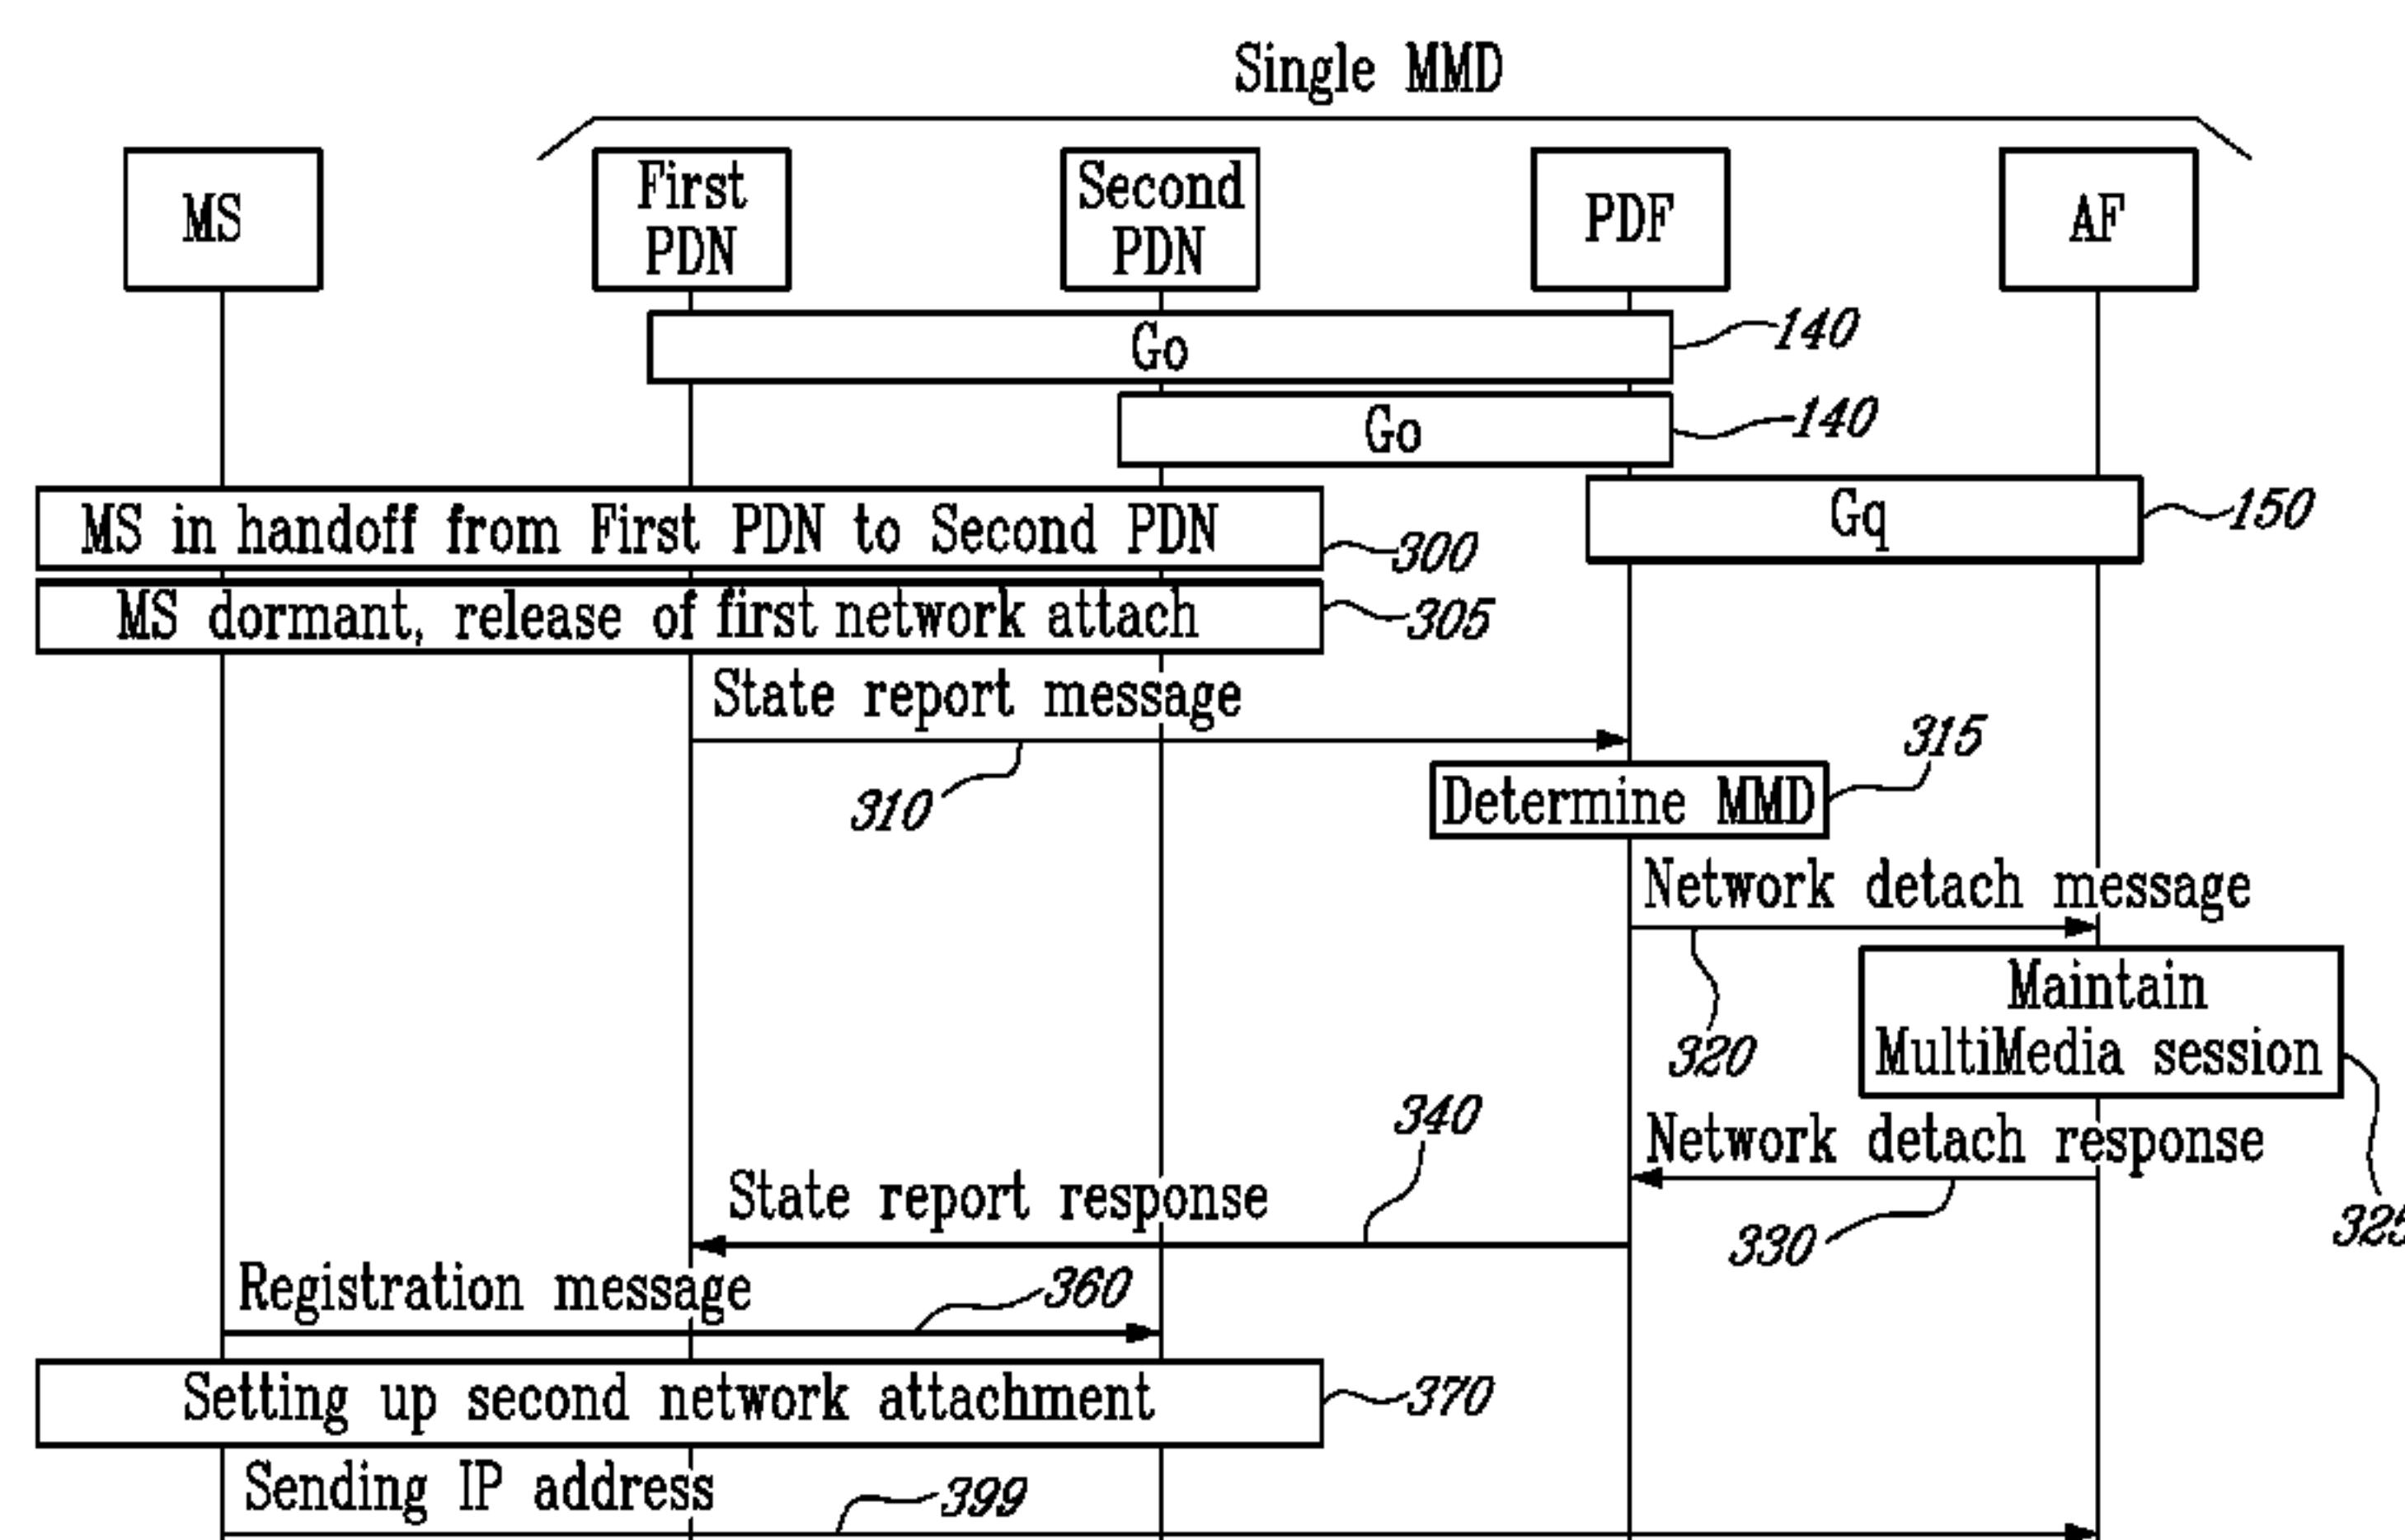 Single MMD
MS
First
PDN
Second
PDN
PDF
AF
Go
140
Go
140
Gq
150
MS in handoff from First PDN to Second PDN
300
MS dormant, release of first network attach
305
State report message
310
Determine MMD
315
Network detach message
320
Maintain
MultiMedia session
325
Network detach response
330
State report response
340
Registration message
360
Setting up second network attachment
370
Sending IP address
399